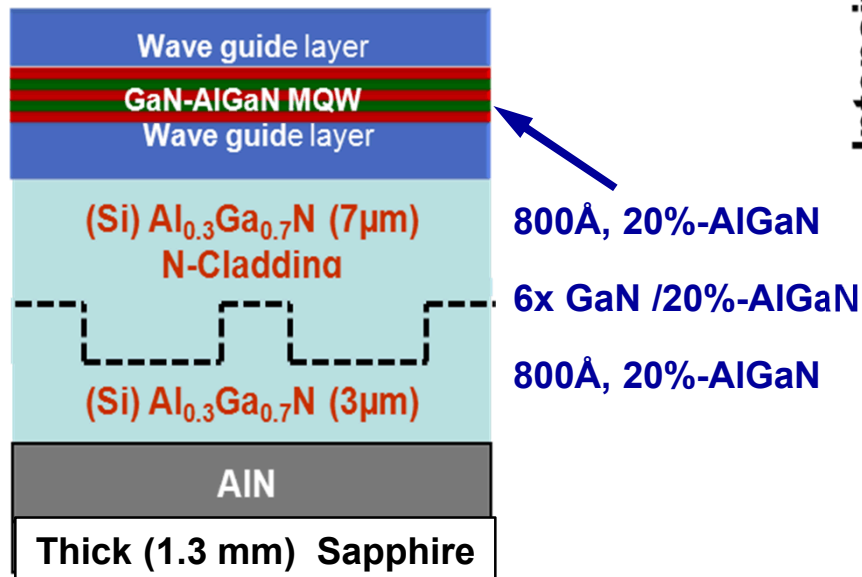 Wave guide layer
GaN-AlGaN MQW
Wave guide layer
(Si) Al0.3Ga0.7N (7µm)
N-Cladding
(Si) Al0.3Ga0.7N (3µm)
AlN
Thick (1.3 mm) Sapphire
800Å, 20%-AlGaN
6x GaN /20%-AlGaN
800Å, 20%-AlGaN